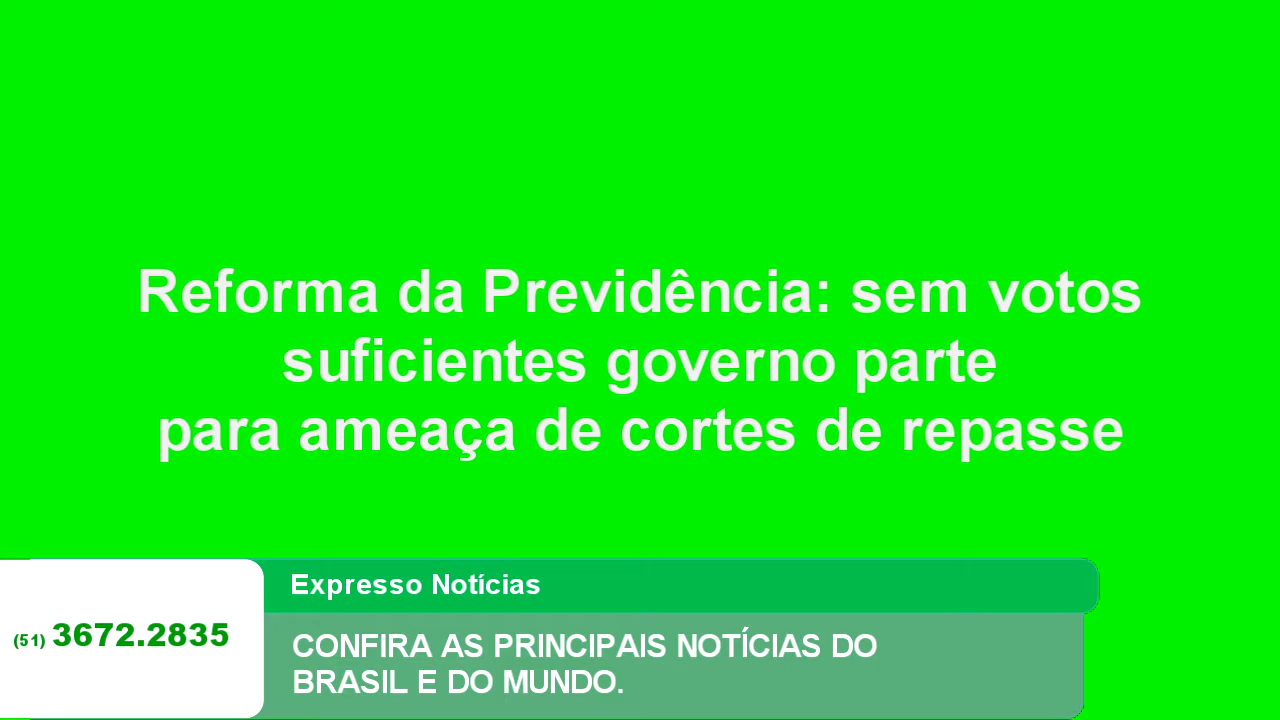 Reforma da Previdência: sem votos
suficientes governo parte
para ameaça de cortes de repasse
Expresso Notícias
(51) 3672.2835
CONFIRA AS PRINCIPAIS NOTÍCIAS DO
BRASIL E DO MUNDO.